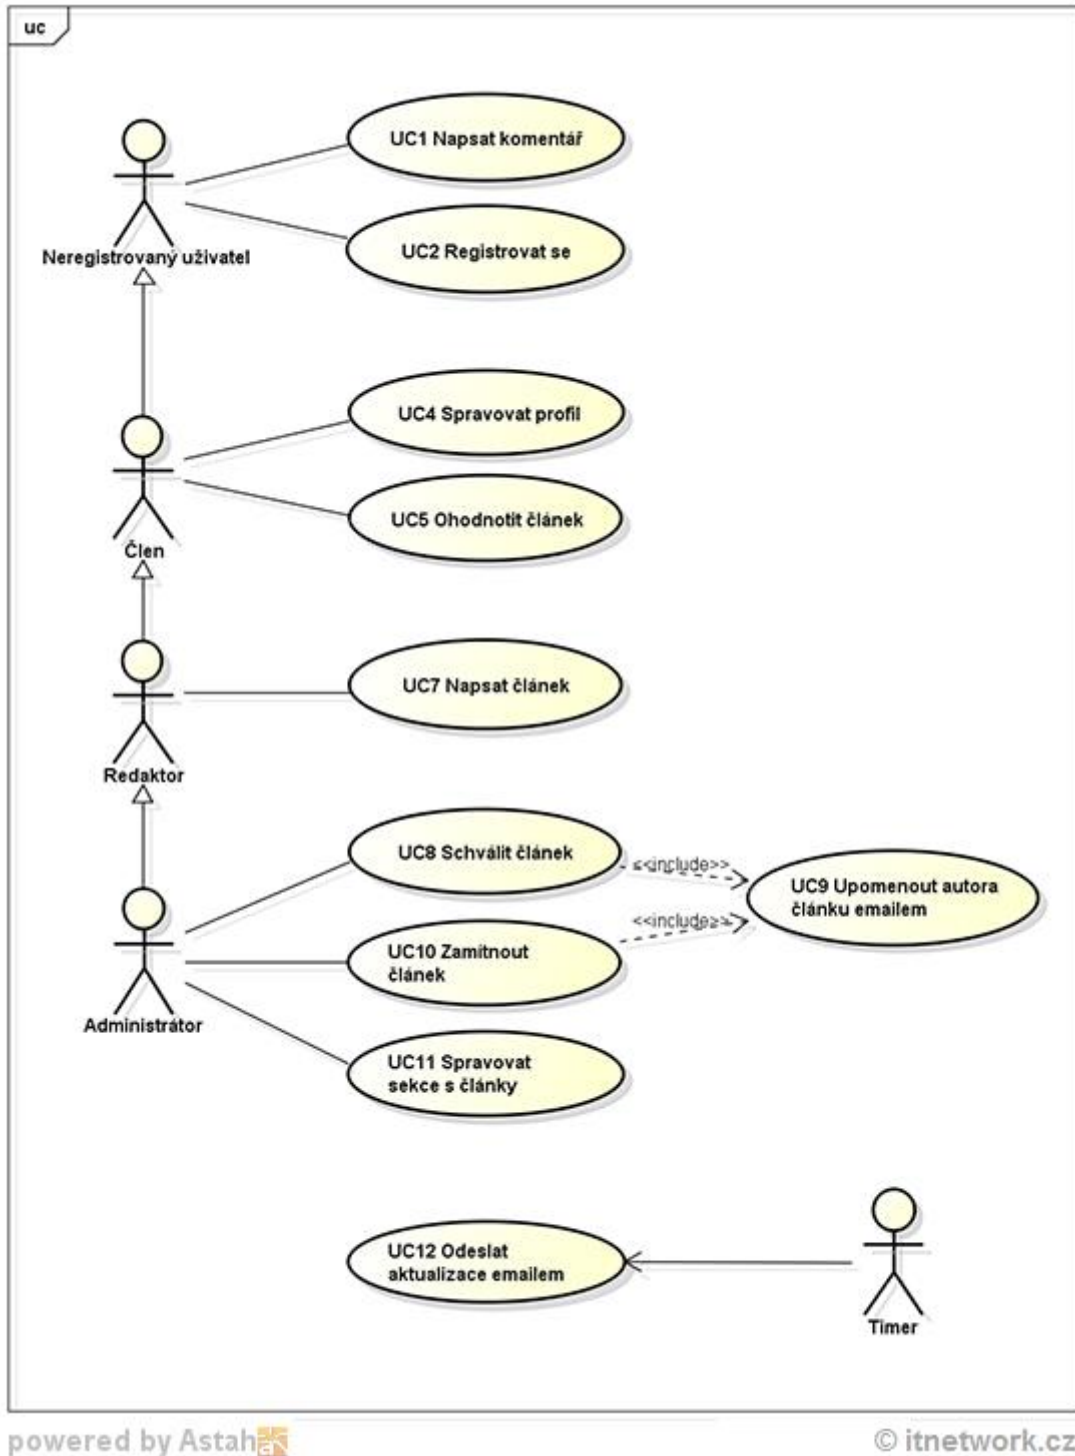 uc
UC1 Napsat komentář
Neregistrovaný uživatel
UC2 Registrovat se
UC4 Spravovat profil
UC5 Ohodnotit článek
Člen
UC7 Napsat článek
Redaktor
UC8 Schválit článek
<<include>>
UC9 Upomenout autora
článku emailem
<<include>>
UC10 Zamítnout
článek
Administrátor
UC11 Spravovat
sekce s články
UC12 Odeslat
aktualizace emailem
Timer
powered by Astah
© itnetwork.cz